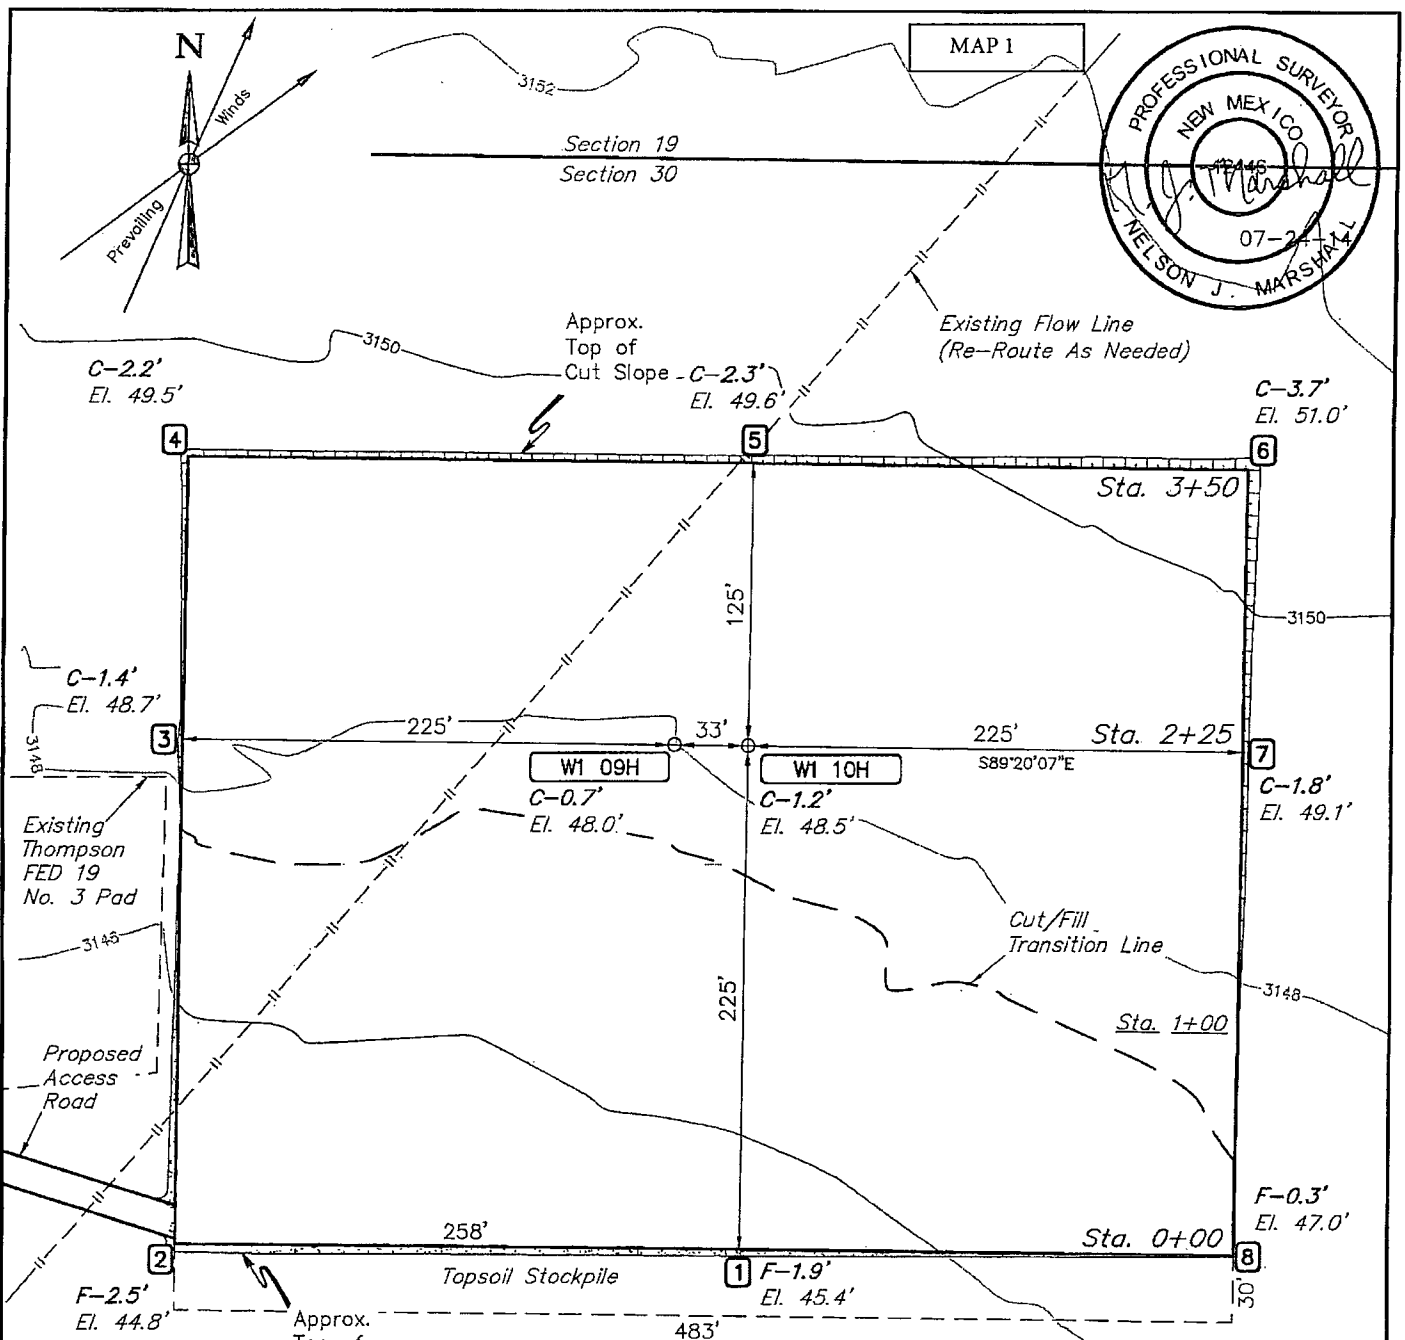 N
MAP 1
Winds
Prevailing
3152
Section 19
Section 30
PROFESSIONAL SURVEYOR
NEW MEXICO
N. J. Marshall
07-24-14
NELSON J. MARSHALL
Existing Flow Line
(Re-Route As Needed)
3150
Approx.
Top of
Cut Slope
C-2.2'
El. 49.5'
C-2.3'
El. 49.6'
C-3.7'
El. 51.0'
4
5
6
Sta. 3+50
125'
3150
C-1.4'
El. 48.7'
3
225'
33'
225'
Sta. 2+25
S89°20'07"E
7
3148
W1 09H
W1 10H
C-0.7'
El. 48.0'
C-1.2'
El. 48.5'
C-1.8'
El. 49.1'
Existing
Thompson
FED 19
No. 3 Pad
3146
Cut/Fill
Transition Line
225'
3148
Sta. 1+00
Proposed
Access
Road
F-0.3'
El. 47.0'
258'
Sta. 0+00
2
1
8
Topsoil Stockpile
F-1.9'
El. 45.4'
30'
F-2.5'
El. 44.8'
Approx.
483'